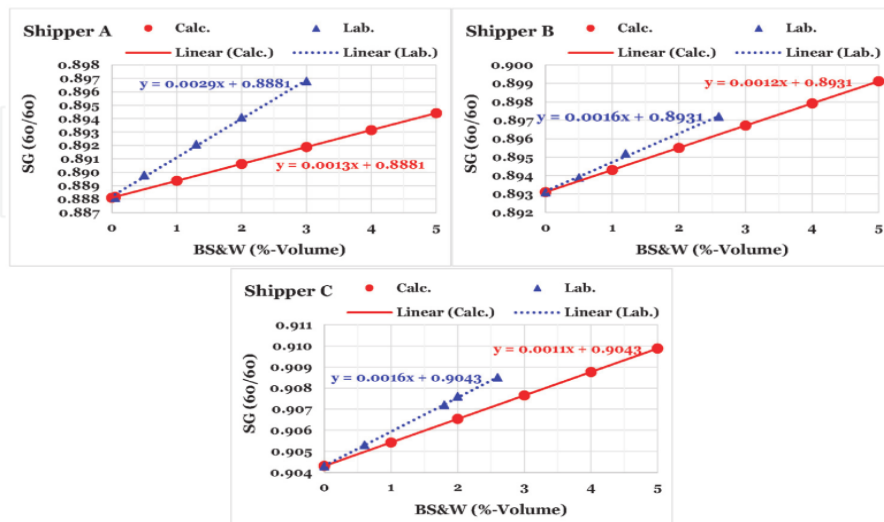 Shipper A
Calc.
Lab.
Linear (Calc.)
Linear (Lab.)
SG (60/60)
0.898
0.897
0.896
0.895
0.894
0.893
0.892
0.891
0.890
0.889
0.888
0.887
y = 0.0029x + 0.8881
y = 0.0013x + 0.8881
0 1 2 3 4 5
BS&W (%-Volume)
Shipper B
Calc.
Lab.
Linear (Calc.)
Linear (Lab.)
SG (60/60)
0.900
0.899
0.898
0.897
0.896
0.895
0.894
0.893
0.892
y = 0.0012x + 0.8931
y = 0.0016x + 0.8931
0 1 2 3 4 5
BS&W (%-Volume)
Shipper C
Calc.
Lab.
Linear (Calc.)
Linear (Lab.)
SG (60/60)
0.911
0.910
0.909
0.908
0.907
0.906
0.905
0.904
y = 0.0011x + 0.9043
y = 0.0016x + 0.9043
0 1 2 3 4 5
BS&W (%-Volume)